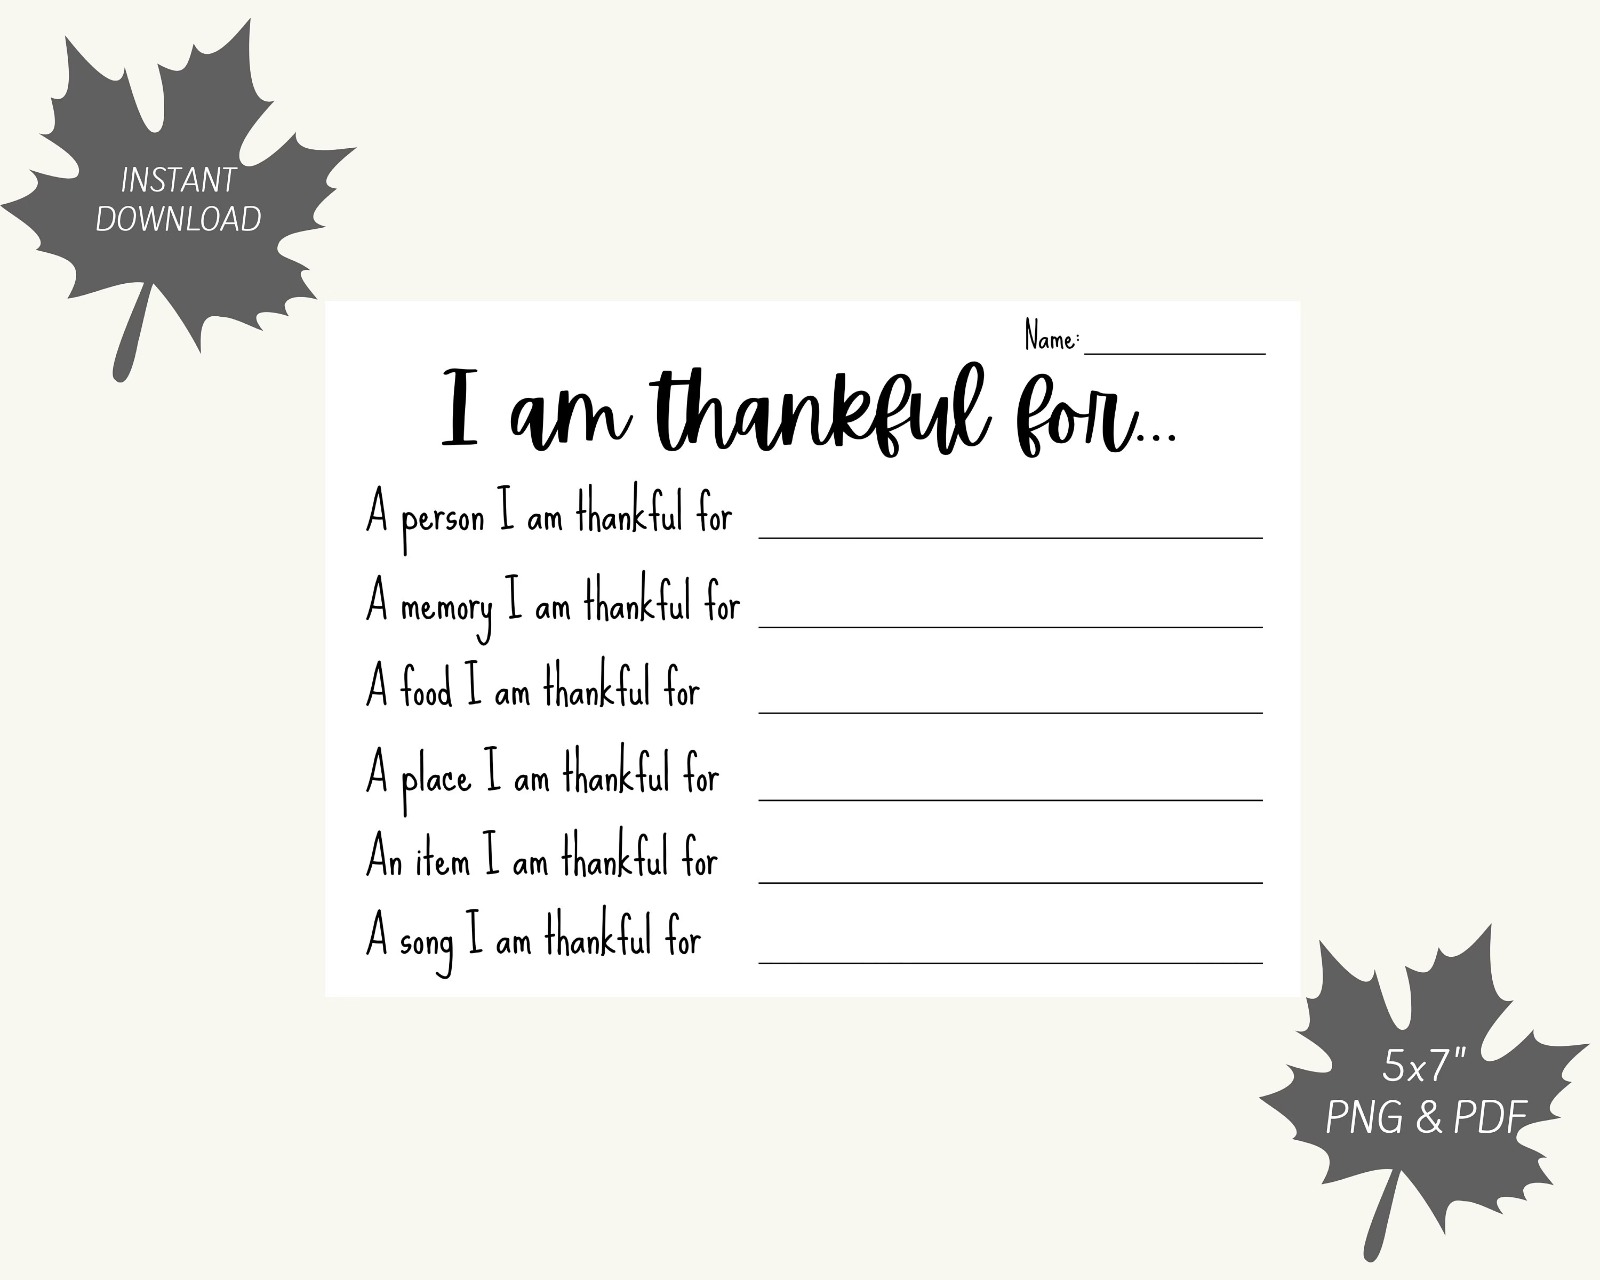 INSTANT
DOWNLOAD
Name:
I am thankful for...
A person I am thankful for
A memory I am thankful for
A food I am thankful for
A place I am thankful for
An item I am thankful for
A song I am thankful for
5x7"
PNG & PDF